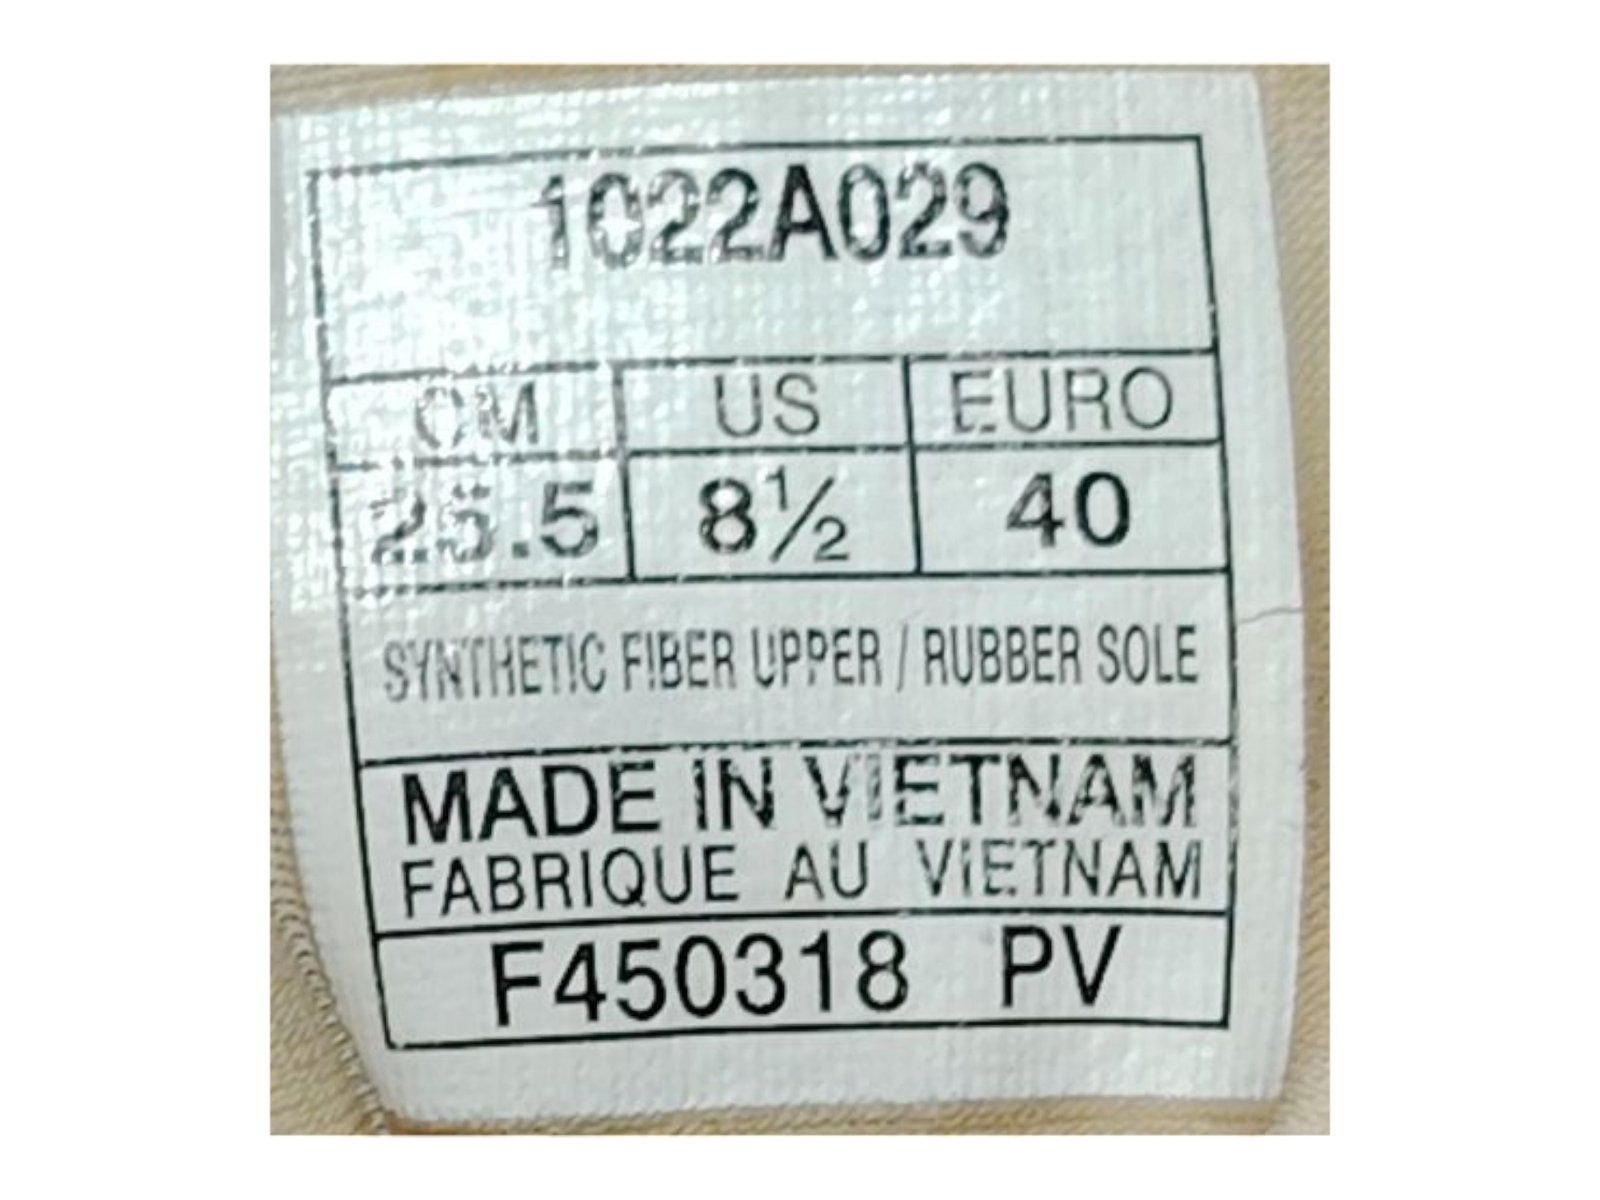 1022A029
CM US EURO
25.5 8½ 40
SYNTHETIC FIBER UPPER / RUBBER SOLE
MADE IN VIETNAM
FABRIQUE AU VIETNAM
F450318 PV